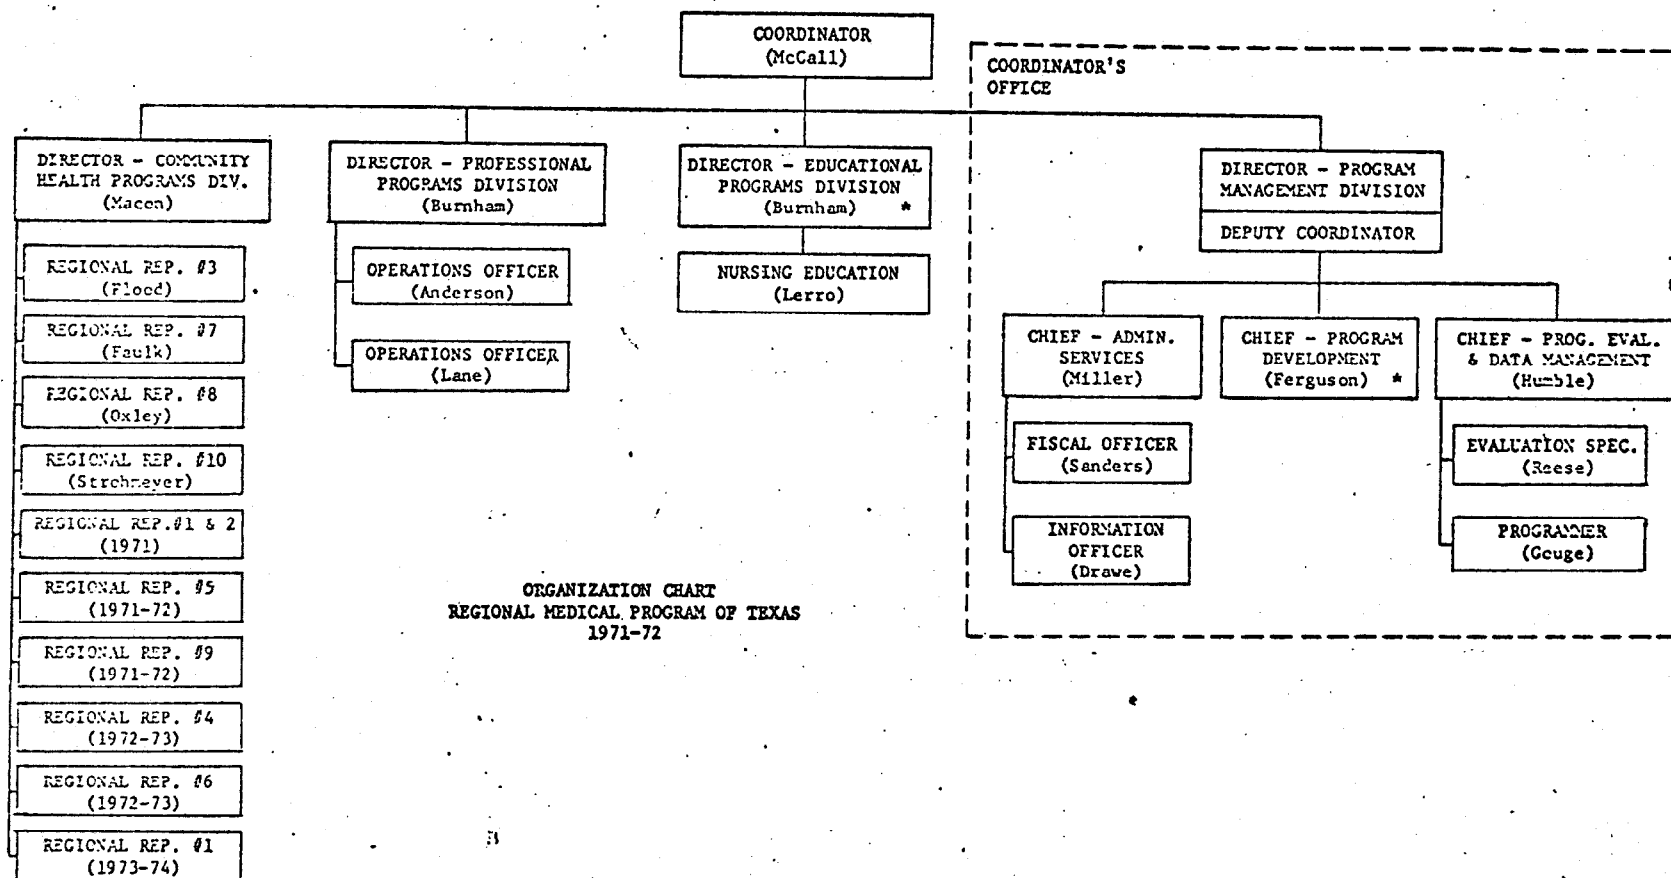 COORDINATOR
(McCall)
COORDINATOR'S
OFFICE
DIRECTOR - COMMUNITY
HEALTH PROGRAMS DIV.
(Macon)
DIRECTOR - PROFESSIONAL
PROGRAMS DIVISION
(Burnham)
DIRECTOR - EDUCATIONAL
PROGRAMS DIVISION
(Burnham) *
DIRECTOR - PROGRAM
MANAGEMENT DIVISION
DEPUTY COORDINATOR
REGIONAL REP. #3
(Flood)
REGIONAL REP. #7
(Faulk)
REGIONAL REP. #8
(Oxley)
REGIONAL REP. #10
(Strohmeyer)
REGIONAL REP.#1 & 2
(1971)
REGIONAL REP. #5
(1971-72)
REGIONAL REP. #9
(1971-72)
REGIONAL REP. #4
(1972-73)
REGIONAL REP. #6
(1972-73)
REGIONAL REP. #1
(1973-74)
OPERATIONS OFFICER
(Anderson)
OPERATIONS OFFICER
(Lane)
NURSING EDUCATION
(Lerro)
CHIEF - ADMIN.
SERVICES
(Miller)
FISCAL OFFICER
(Sanders)
INFORMATION
OFFICER
(Drawe)
CHIEF - PROGRAM
DEVELOPMENT
(Ferguson) *
CHIEF - PROG. EVAL.
& DATA MANAGEMENT
(Humble)
EVALUATION SPEC.
(Reese)
PROGRAMMER
(Gouge)
ORGANIZATION CHART
REGIONAL MEDICAL PROGRAM OF TEXAS
1971-72